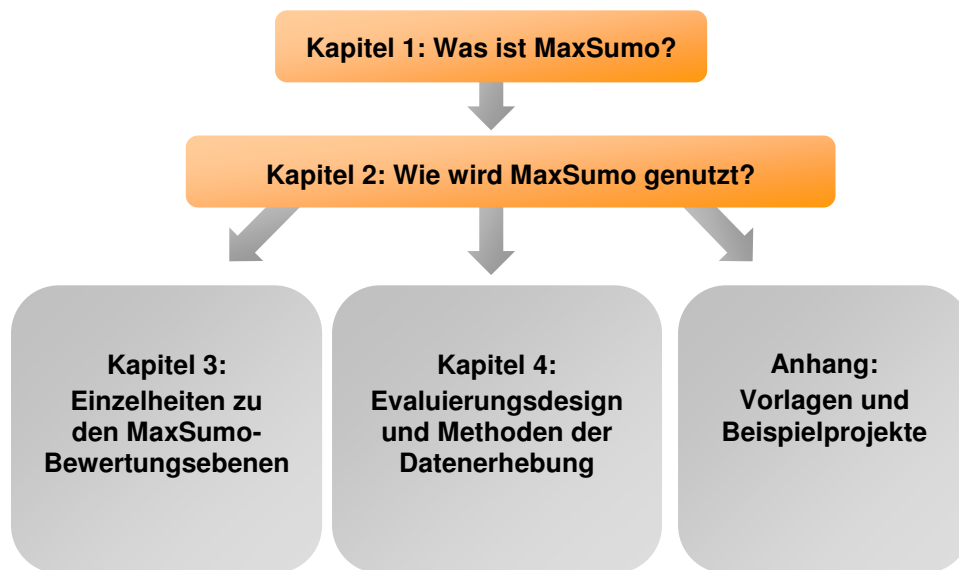 Kapitel 1: Was ist MaxSumo?
Kapitel 2: Wie wird MaxSumo genutzt?
Kapitel 3:
Einzelheiten zu
den MaxSumo-
Bewertungsebenen
Kapitel 4:
Evaluierungsdesign
und Methoden der
Datenerhebung
Anhang:
Vorlagen und
Beispielprojekte